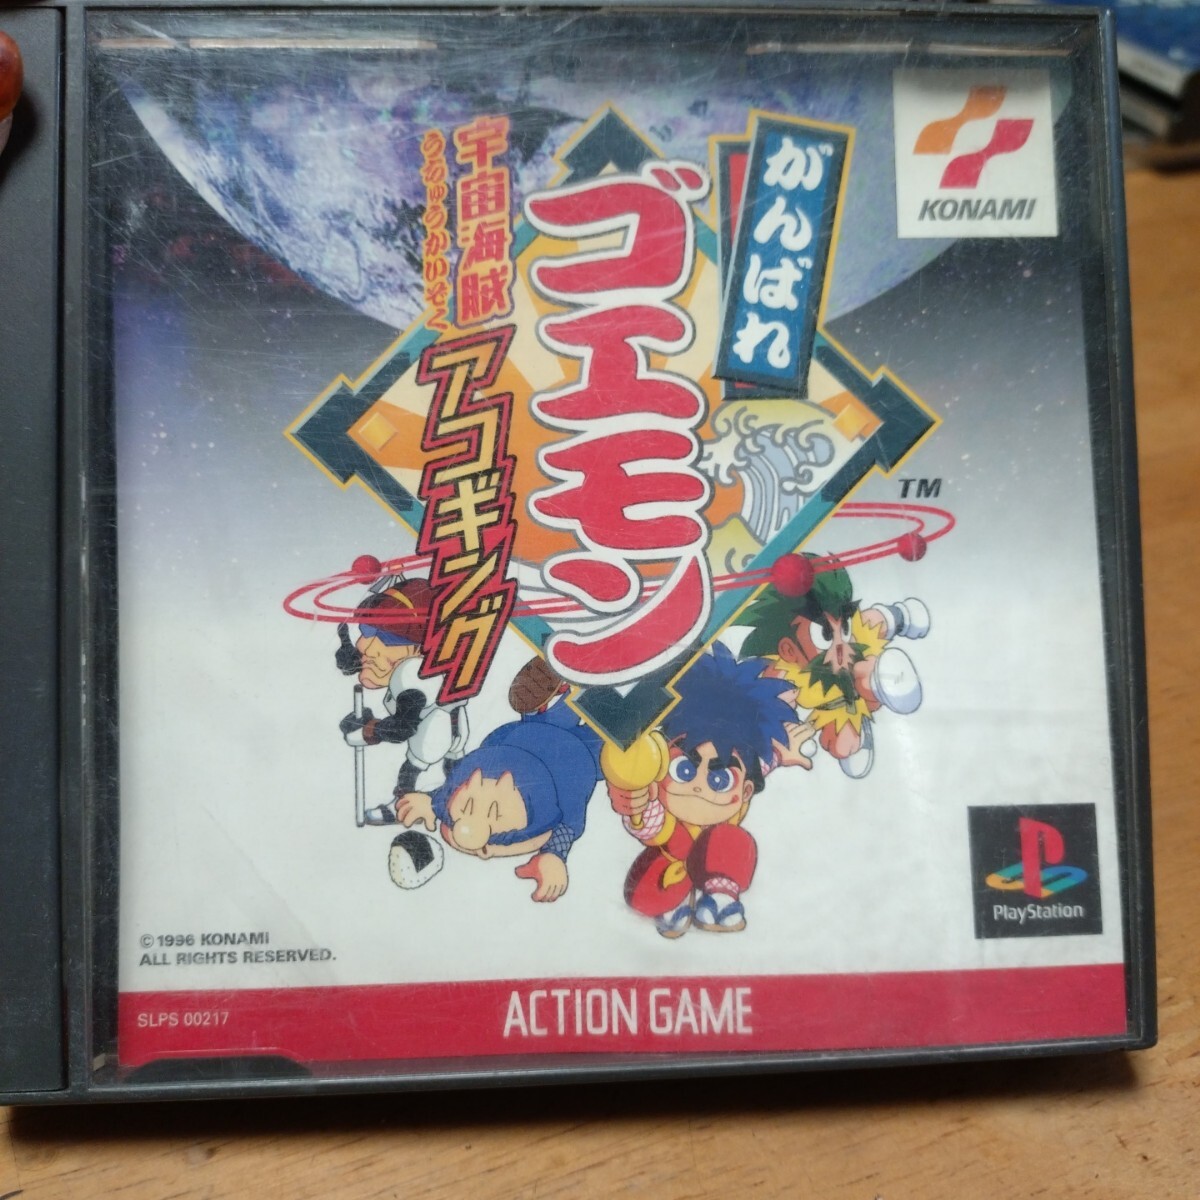 がんばれ
ゴエモン
宇宙海賊
うちゅうかいぞく
アコギング
TM
KONAMI
PlayStation
©1996 KONAMI
ALL RIGHTS RESERVED.
SLPS 00217
ACTION GAME